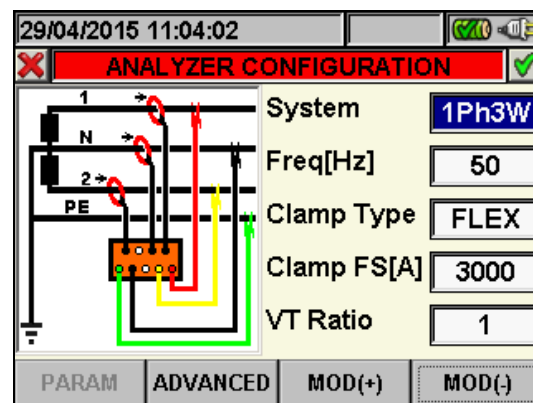 29/04/2015 11:04:02
ANALYZER CONFIGURATION
1
N
2
PE
System 1Ph3W
Freq[Hz] 50
Clamp Type FLEX
Clamp FS[A] 3000
VT Ratio 1
PARAM ADVANCED MOD(+) MOD(-)